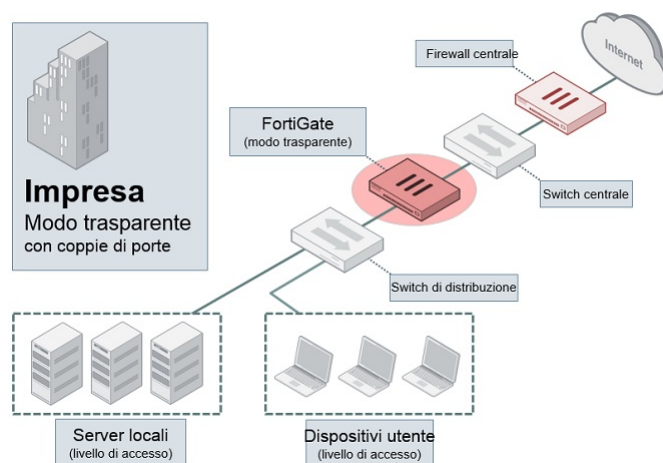 Internet
Firewall centrale
FortiGate
(modo trasparente)
Switch centrale
Impresa
Modo trasparente
con coppie di porte
Switch di distribuzione
Server locali
(livello di accesso)
Dispositivi utente
(livello di accesso)